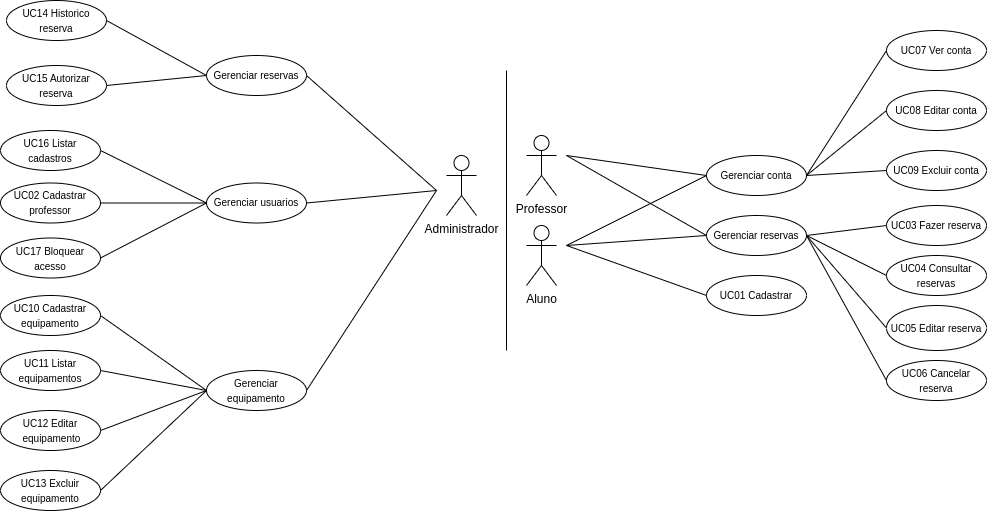 UC14 Historico
reserva
UC15 Autorizar
reserva
UC16 Listar
cadastros
UC02 Cadastrar
professor
UC17 Bloquear
acesso
UC10 Cadastrar
equipamento
UC11 Listar
equipamentos
UC12 Editar
equipamento
UC13 Excluir
equipamento
Gerenciar reservas
Gerenciar usuarios
Gerenciar
equipamento
Administrador
Professor
Aluno
Gerenciar conta
Gerenciar reservas
UC01 Cadastrar
UC07 Ver conta
UC08 Editar conta
UC09 Excluir conta
UC03 Fazer reserva
UC04 Consultar
reservas
UC05 Editar reserva
UC06 Cancelar
reserva